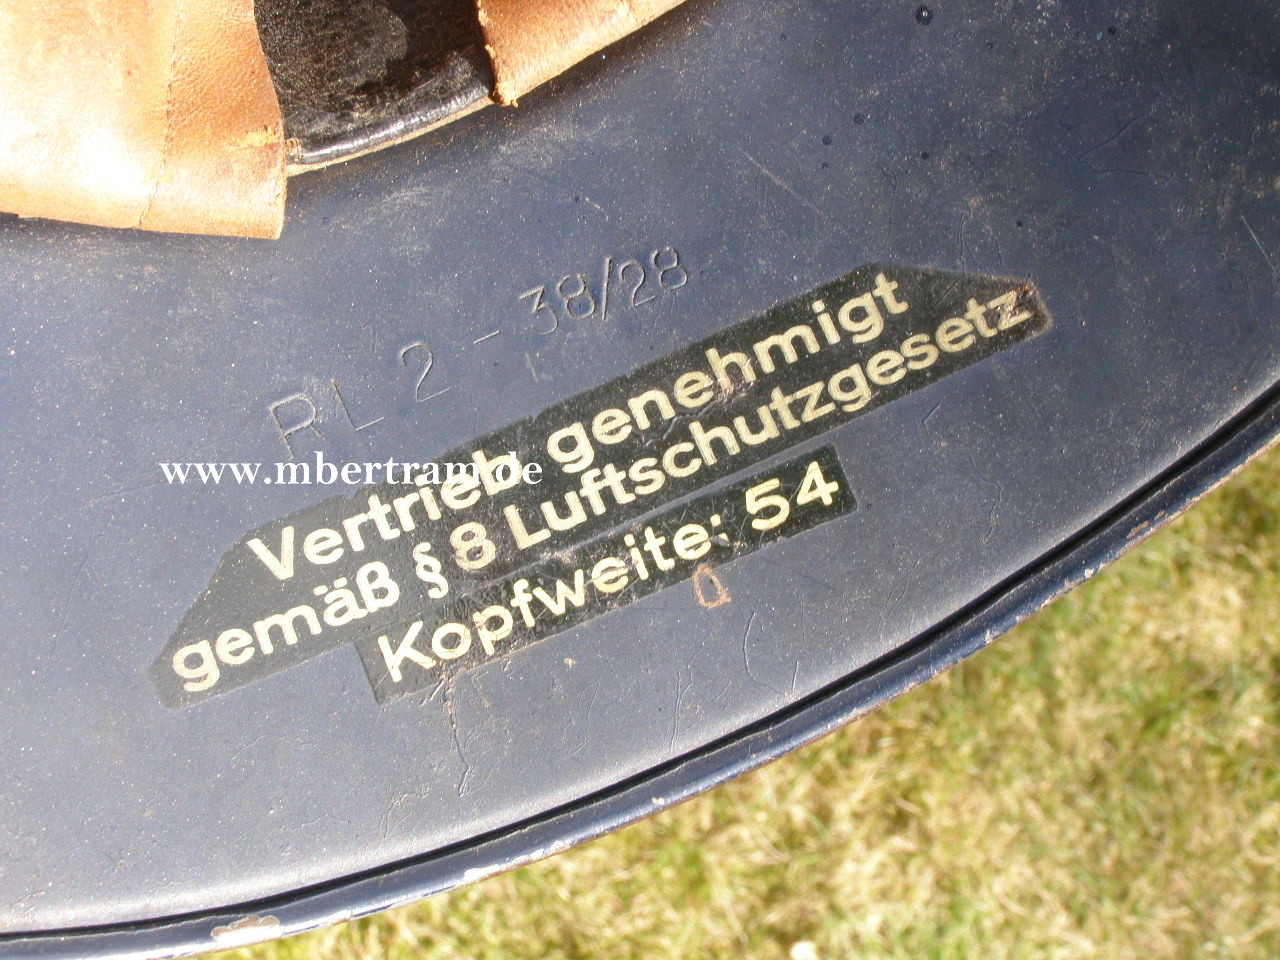 RL 2 - 38/28
Vertrieb genehmigt
gemäß § 8 Luftschutzgesetz
Kopfweite: 54
www.mbertram.de